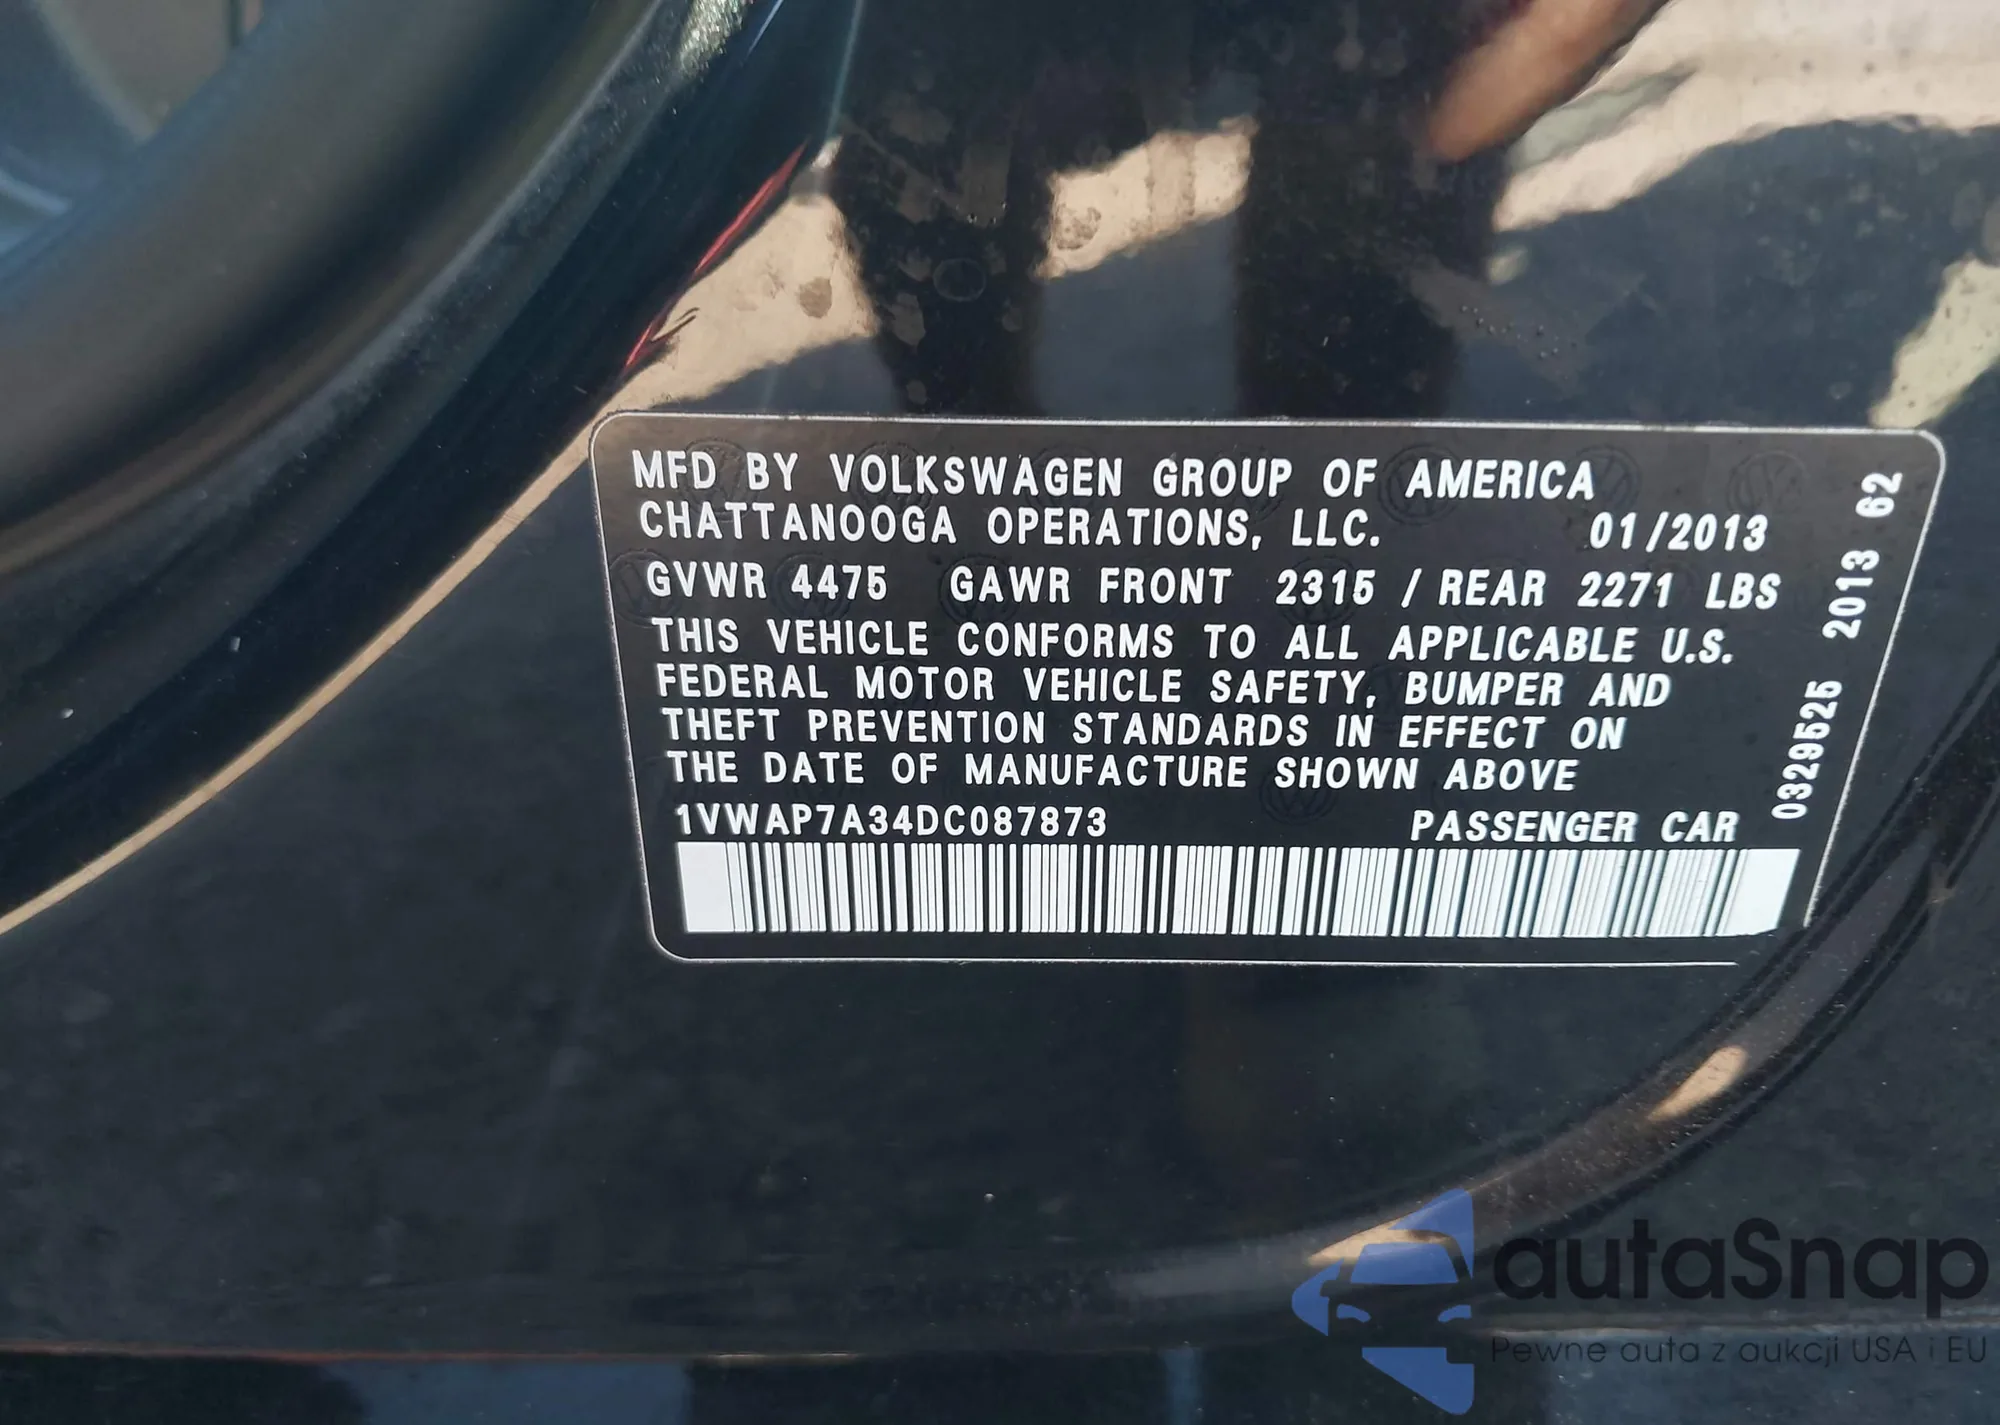 MFD BY VOLKSWAGEN GROUP OF AMERICA
CHATTANOOGA OPERATIONS, LLC. 01/2013
GVWR 4475 GAWR FRONT 2315 / REAR 2271 LBS
THIS VEHICLE CONFORMS TO ALL APPLICABLE U.S.
FEDERAL MOTOR VEHICLE SAFETY, BUMPER AND
THEFT PREVENTION STANDARDS IN EFFECT ON
THE DATE OF MANUFACTURE SHOWN ABOVE
1VWAP7A34DC087873 PASSENGER CAR
0329525 2013 62
autaSnap
Pewne auta z aukcji USA i EU